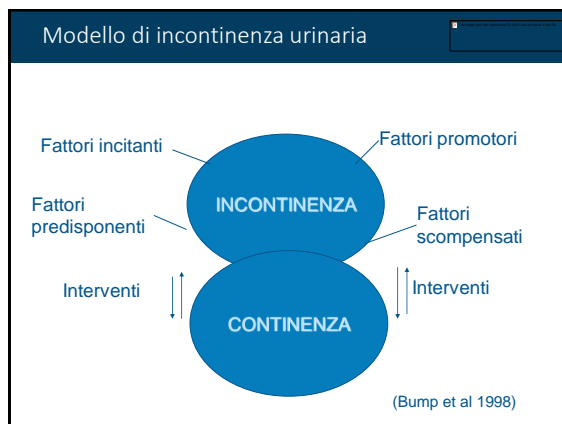 Modello di incontinenza urinaria
Fattori incitanti
Fattori promotori
INCONTINENZA
Fattori
predisponenti
Fattori
scompensati
Interventi
Interventi
CONTINENZA
(Bump et al 1998)